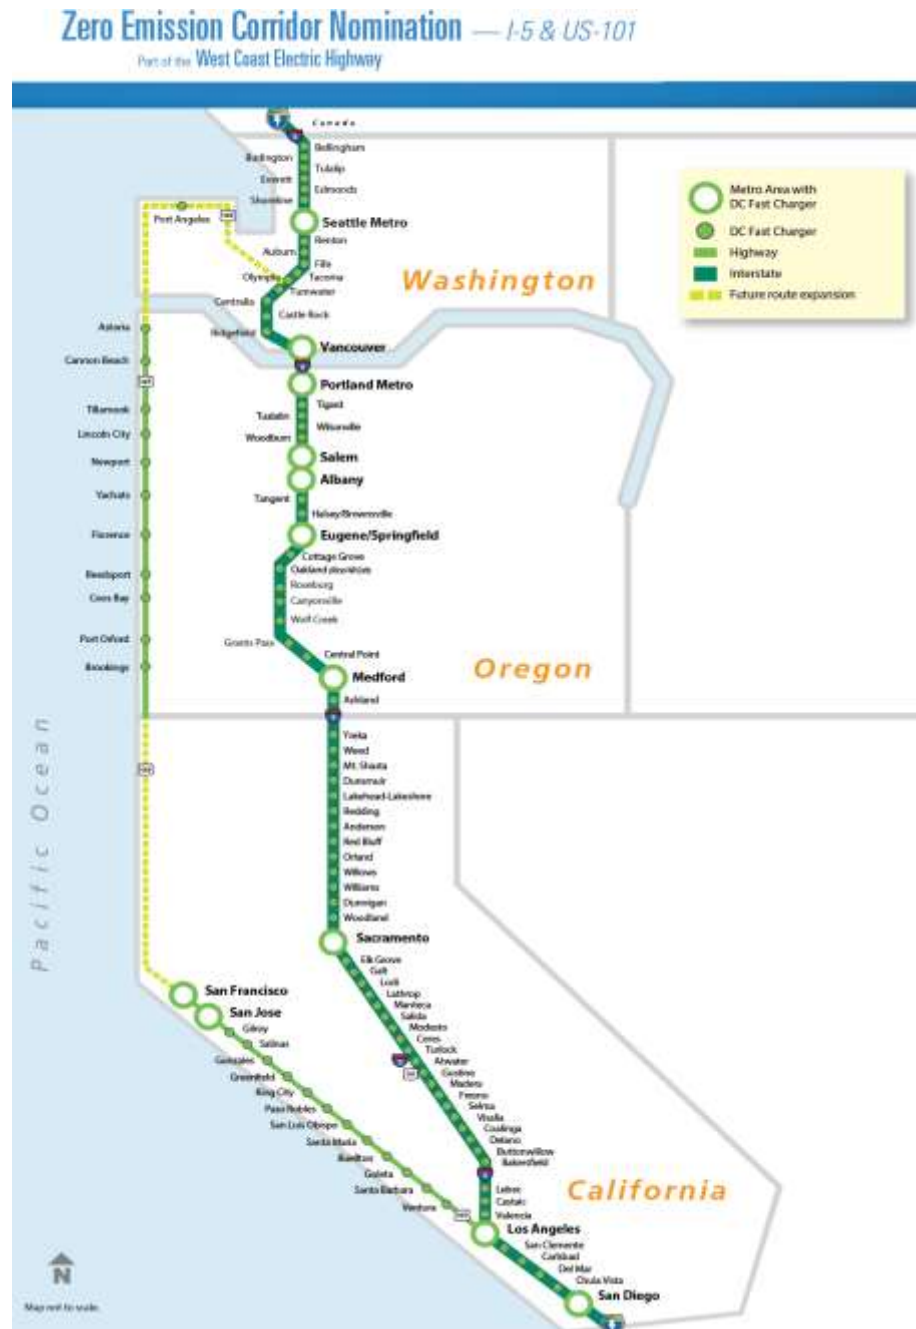 Zero Emission Corridor Nomination — I-5 & US-101
Part of the West Coast Electric Highway
Canada
Bellingham
Burlington
Tulalip
Everett
Edmonds
Shoreline
Seattle Metro
Renton
Auburn
Fife
Tacoma
Olympia
Tumwater
Centralia
Castle Rock
Ridgefield
Vancouver
Port Angeles
Washington
Metro Area with
DC Fast Charger
DC Fast Charger
Highway
Interstate
Future route expansion
Astoria
Cannon Beach
Tillamook
Lincoln City
Newport
Yachats
Florence
Reedsport
Coos Bay
Port Orford
Brookings
Portland Metro
Tigard
Tualatin
Wilsonville
Woodburn
Salem
Albany
Tangent
Halsey/Brownsville
Eugene/Springfield
Cottage Grove
Oakland
Roseburg
Canyonville
Wolf Creek
Grants Pass
Central Point
Medford
Ashland
Oregon
Pacific Ocean
Yreka
Weed
Mt. Shasta
Dunsmuir
Lakehead-Lakeshore
Redding
Anderson
Red Bluff
Orland
Willows
Williams
Dunnigan
Woodland
Sacramento
Elk Grove
Galt
Lodi
Lathrop
Manteca
Salida
Modesto
Ceres
Turlock
Atwater
Gustine
Madera
Fresno
Selma
Visalia
Coalinga
Delano
Buttonwillow
Bakersfield
Lebec
Castaic
Valencia
Los Angeles
San Clemente
Carlsbad
Del Mar
Chula Vista
San Diego
San Francisco
San Jose
Gilroy
Salinas
Gonzales
Greenfield
King City
Paso Robles
San Luis Obispo
Santa Maria
Buellton
Goleta
Santa Barbara
Ventura
California
N
Map not to scale.